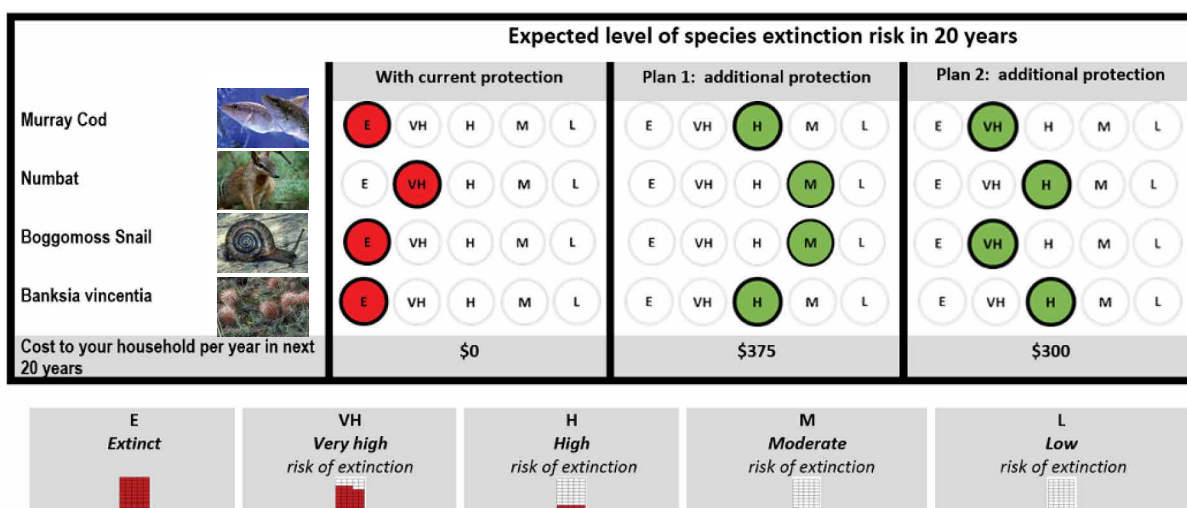 Expected level of species extinction risk in 20 years
With current protection Plan 1: additional protection Plan 2: additional protection
Murray Cod E VH H M L E VH H M L E VH H M L
Numbat E VH H M L E VH H M L E VH H M L
Boggomoss Snail E VH H M L E VH H M L E VH H M L
Banksia vincentia E VH H M L E VH H M L E VH H M L
Cost to your household per year in next
20 years
$0 $375 $300
E VH H M L
Extinct Very high High Moderate Low
risk of extinction risk of extinction risk of extinction risk of extinction